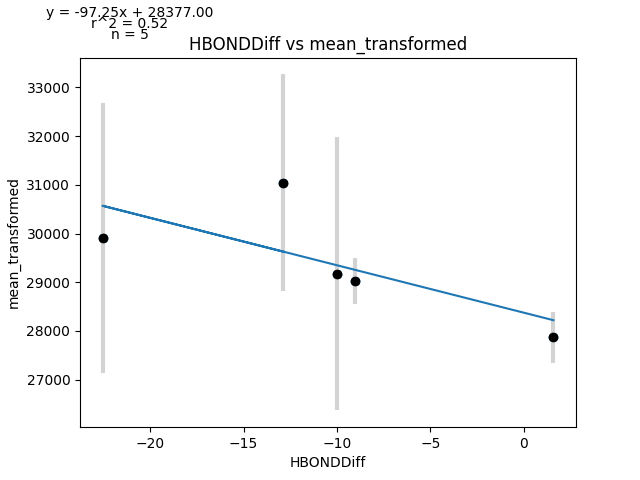 y = -97.25x + 28377.00
r^2 = 0.52
n = 5
HBONDDiff vs mean_transformed
33000
32000
31000
30000
29000
28000
27000
mean_transformed
−20
−15
−10
−5
0
HBONDDiff